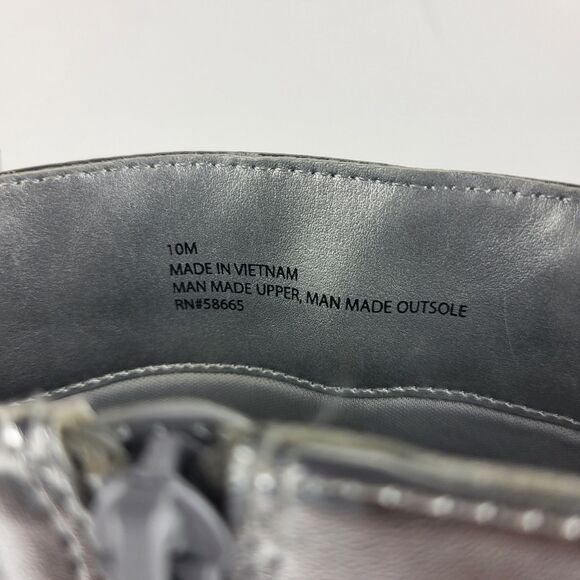 10M
MADE IN VIETNAM
MAN MADE UPPER, MAN MADE OUTSOLE
RN#58665